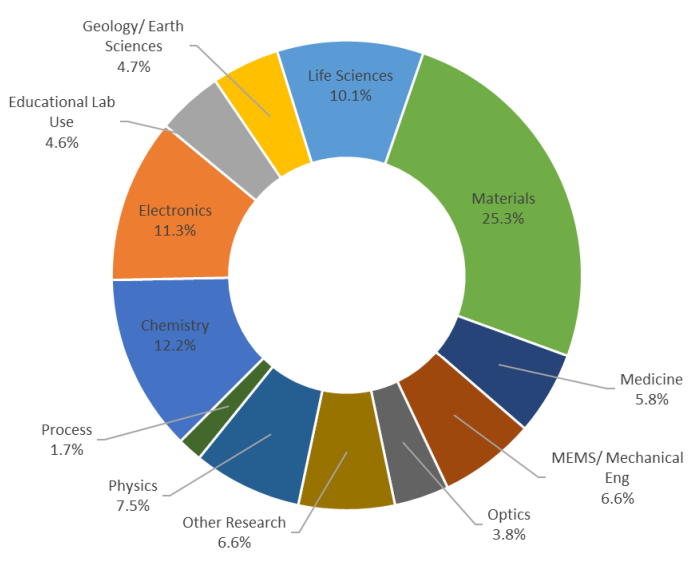 Geology/ Earth
Sciences
4.7%
Life Sciences
10.1%
Educational Lab
Use
4.6%
Materials
25.3%
Electronics
11.3%
Chemistry
12.2%
Medicine
5.8%
Process
1.7%
MEMS/ Mechanical
Eng
6.6%
Physics
7.5%
Optics
3.8%
Other Research
6.6%